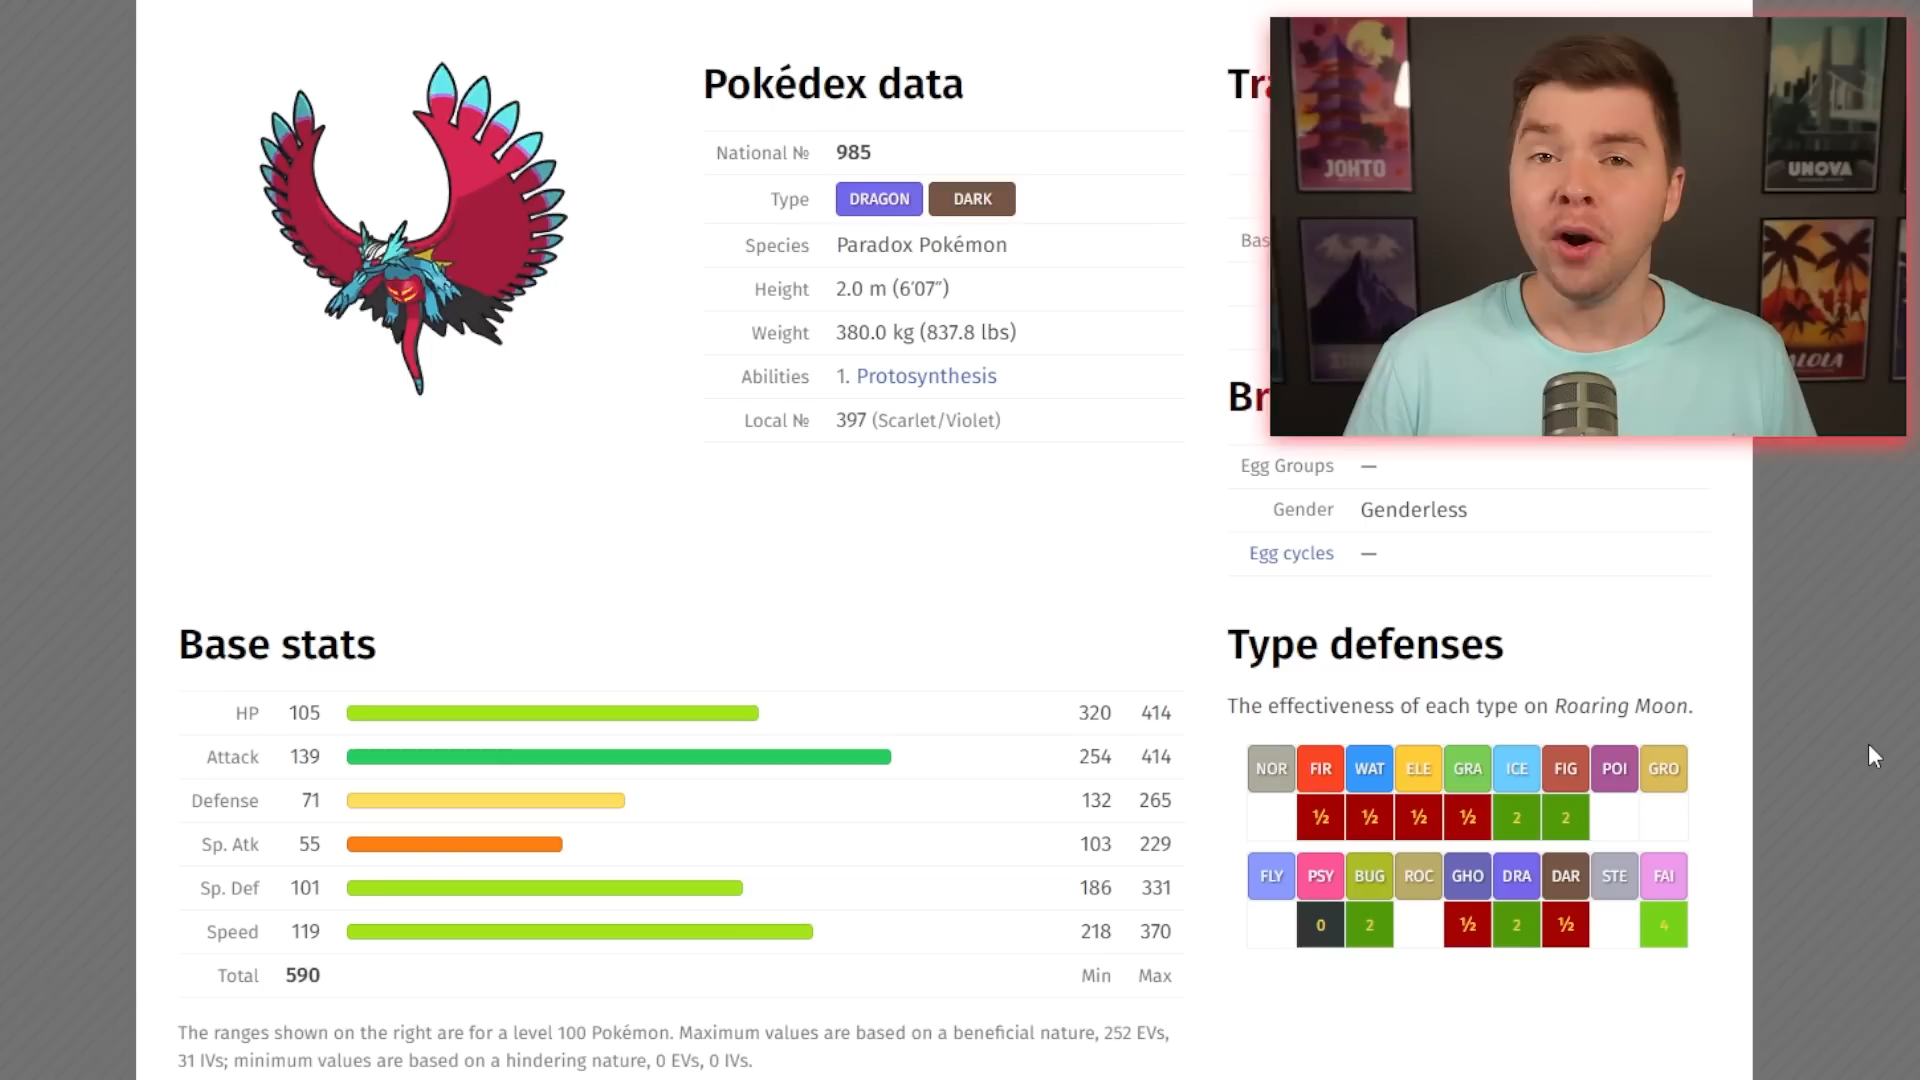 Pokédex data
National № 985
Type DRAGON DARK
Species Paradox Pokémon
Height 2.0 m (6′07″)
Weight 380.0 kg (837.8 lbs)
Abilities 1. Protosynthesis
Local № 397 (Scarlet/Violet)
Tra
Bas
Br
JOHTO
UNOVA
ALOLA
Egg Groups —
Gender Genderless
Egg cycles —
Base stats
HP 105 320 414
Attack 139 254 414
Defense 71 132 265
Sp. Atk 55 103 229
Sp. Def 101 186 331
Speed 119 218 370
Total 590 Min Max
The ranges shown on the right are for a level 100 Pokémon. Maximum values are based on a beneficial nature, 252 EVs,
31 IVs; minimum values are based on a hindering nature, 0 EVs, 0 IVs.
Type defenses
The effectiveness of each type on Roaring Moon.
NOR FIR WAT ELE GRA ICE FIG POI GRO
½ ½ ½ ½ 2 2
FLY PSY BUG ROC GHO DRA DAR STE FAI
0 2 ½ 2 ½ 4